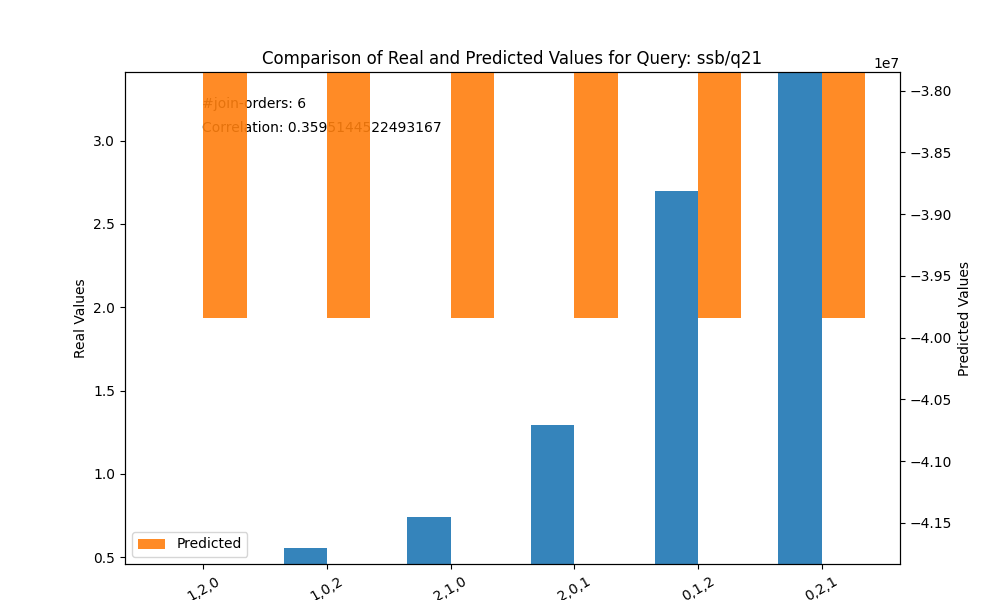 Comparison of Real and Predicted Values for Query: ssb/q21
1e7
#join-orders: 6
Correlation: 0.3595144522493167
3.0
2.5
2.0
1.5
1.0
0.5
Real Values
−3.80
−3.85
−3.90
−3.95
−4.00
−4.05
−4.10
−4.15
Predicted Values
Predicted
1,2,0
1,0,2
2,1,0
2,0,1
0,1,2
0,2,1